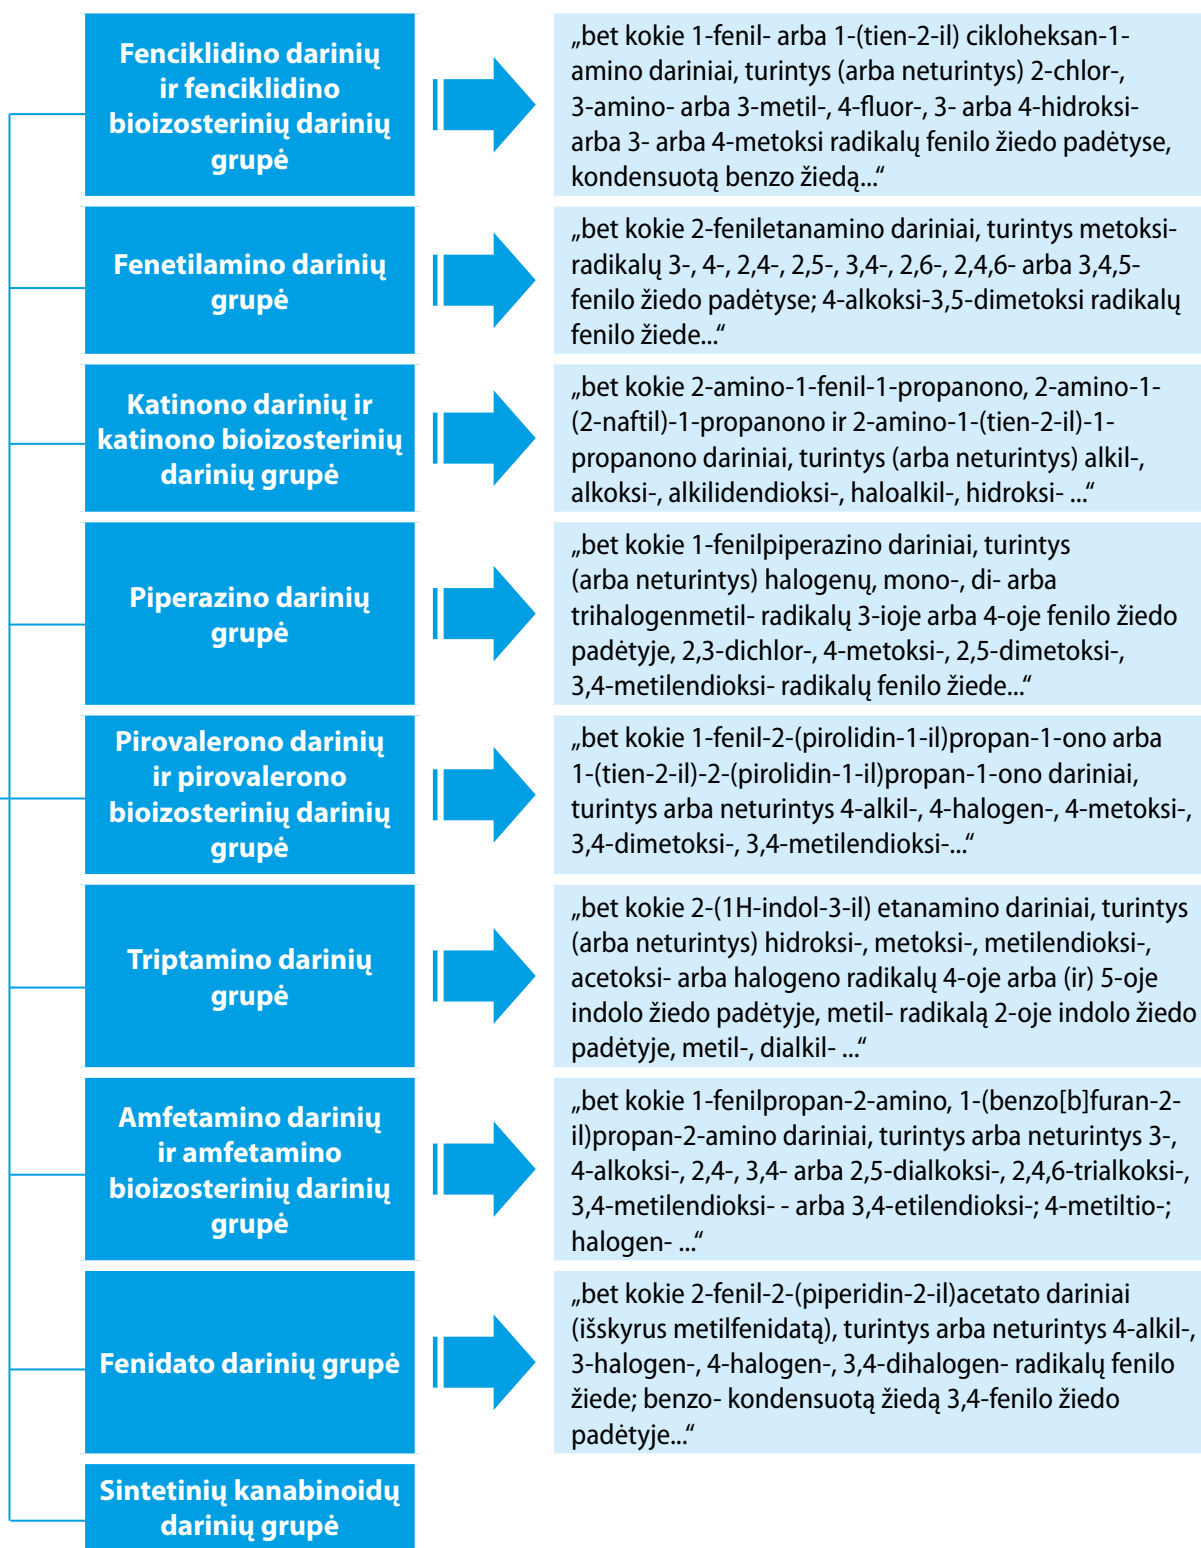 Fenciklidino darinių
ir fenciklidino
bioizosterinių darinių
grupė
„bet kokie 1-fenil- arba 1-(tien-2-il) cikloheksan-1-
amino dariniai, turintys (arba neturintys) 2-chlor-,
3-amino- arba 3-metil-, 4-fluor-, 3- arba 4-hidroksi-
arba 3- arba 4-metoksi radikalų fenilo žiedo padėtyse,
kondensuotą benzo žiedą...“
Fenetilamino darinių
grupė
„bet kokie 2-feniletanamino dariniai, turintys metoksi-
radikalų 3-, 4-, 2,4-, 2,5-, 3,4-, 2,6-, 2,4,6- arba 3,4,5-
fenilo žiedo padėtyse; 4-alkoksi-3,5-dimetoksi radikalų
fenilo žiede...“
Katinono darinių ir
katinono bioizosterinių
darinių grupė
„bet kokie 2-amino-1-fenil-1-propanono, 2-amino-1-
(2-naftil)-1-propanono ir 2-amino-1-(tien-2-il)-1-
propanono dariniai, turintys (arba neturintys) alkil-,
alkoksi-, alkilidendioksi-, haloalkil-, hidroksi- ...“
Piperazino darinių
grupė
„bet kokie 1-fenilpiperazino dariniai, turintys
(arba neturintys) halogenų, mono-, di- arba
trihalogenmetil- radikalų 3-ioje arba 4-oje fenilo žiedo
padėtyje, 2,3-dichlor-, 4-metoksi-, 2,5-dimetoksi-,
3,4-metilendioksi- radikalų fenilo žiede...“
Pirovalerono darinių
ir pirovalerono
bioizosterinių darinių
grupė
„bet kokie 1-fenil-2-(pirolidin-1-il)propan-1-ono arba
1-(tien-2-il)-2-(pirolidin-1-il)propan-1-ono dariniai,
turintys arba neturintys 4-alkil-, 4-halogen-, 4-metoksi-,
3,4-dimetoksi-, 3,4-metilendioksi-...“
Triptamino darinių
grupė
„bet kokie 2-(1H-indol-3-il) etanamino dariniai, turintys
(arba neturintys) hidroksi-, metoksi-, metilendioksi-,
acetoksi- arba halogeno radikalų 4-oje arba (ir) 5-oje
indolo žiedo padėtyje, metil- radikalą 2-oje indolo žiedo
padėtyje, metil-, dialkil- ...“
Amfetamino darinių
ir amfetamino
bioizosterinių darinių
grupė
„bet kokie 1-fenilpropan-2-amino, 1-(benzo[b]furan-2-
il)propan-2-amino dariniai, turintys arba neturintys 3-,
4-alkoksi-, 2,4-, 3,4- arba 2,5-dialkoksi-, 2,4,6-trialkoksi-,
3,4-metilendioksi- - arba 3,4-etilendioksi-; 4-metiltio-;
halogen- ...“
Fenidato darinių grupė
„bet kokie 2-fenil-2-(piperidin-2-il)acetato dariniai
(išskyrus metilfenidatą), turintys arba neturintys 4-alkil-,
3-halogen-, 4-halogen-, 3,4-dihalogen- radikalų fenilo
žiede; benzo- kondensuotą žiedą 3,4-fenilo žiedo
padėtyje...“
Sintetinių kanabinoidų
darinių grupė